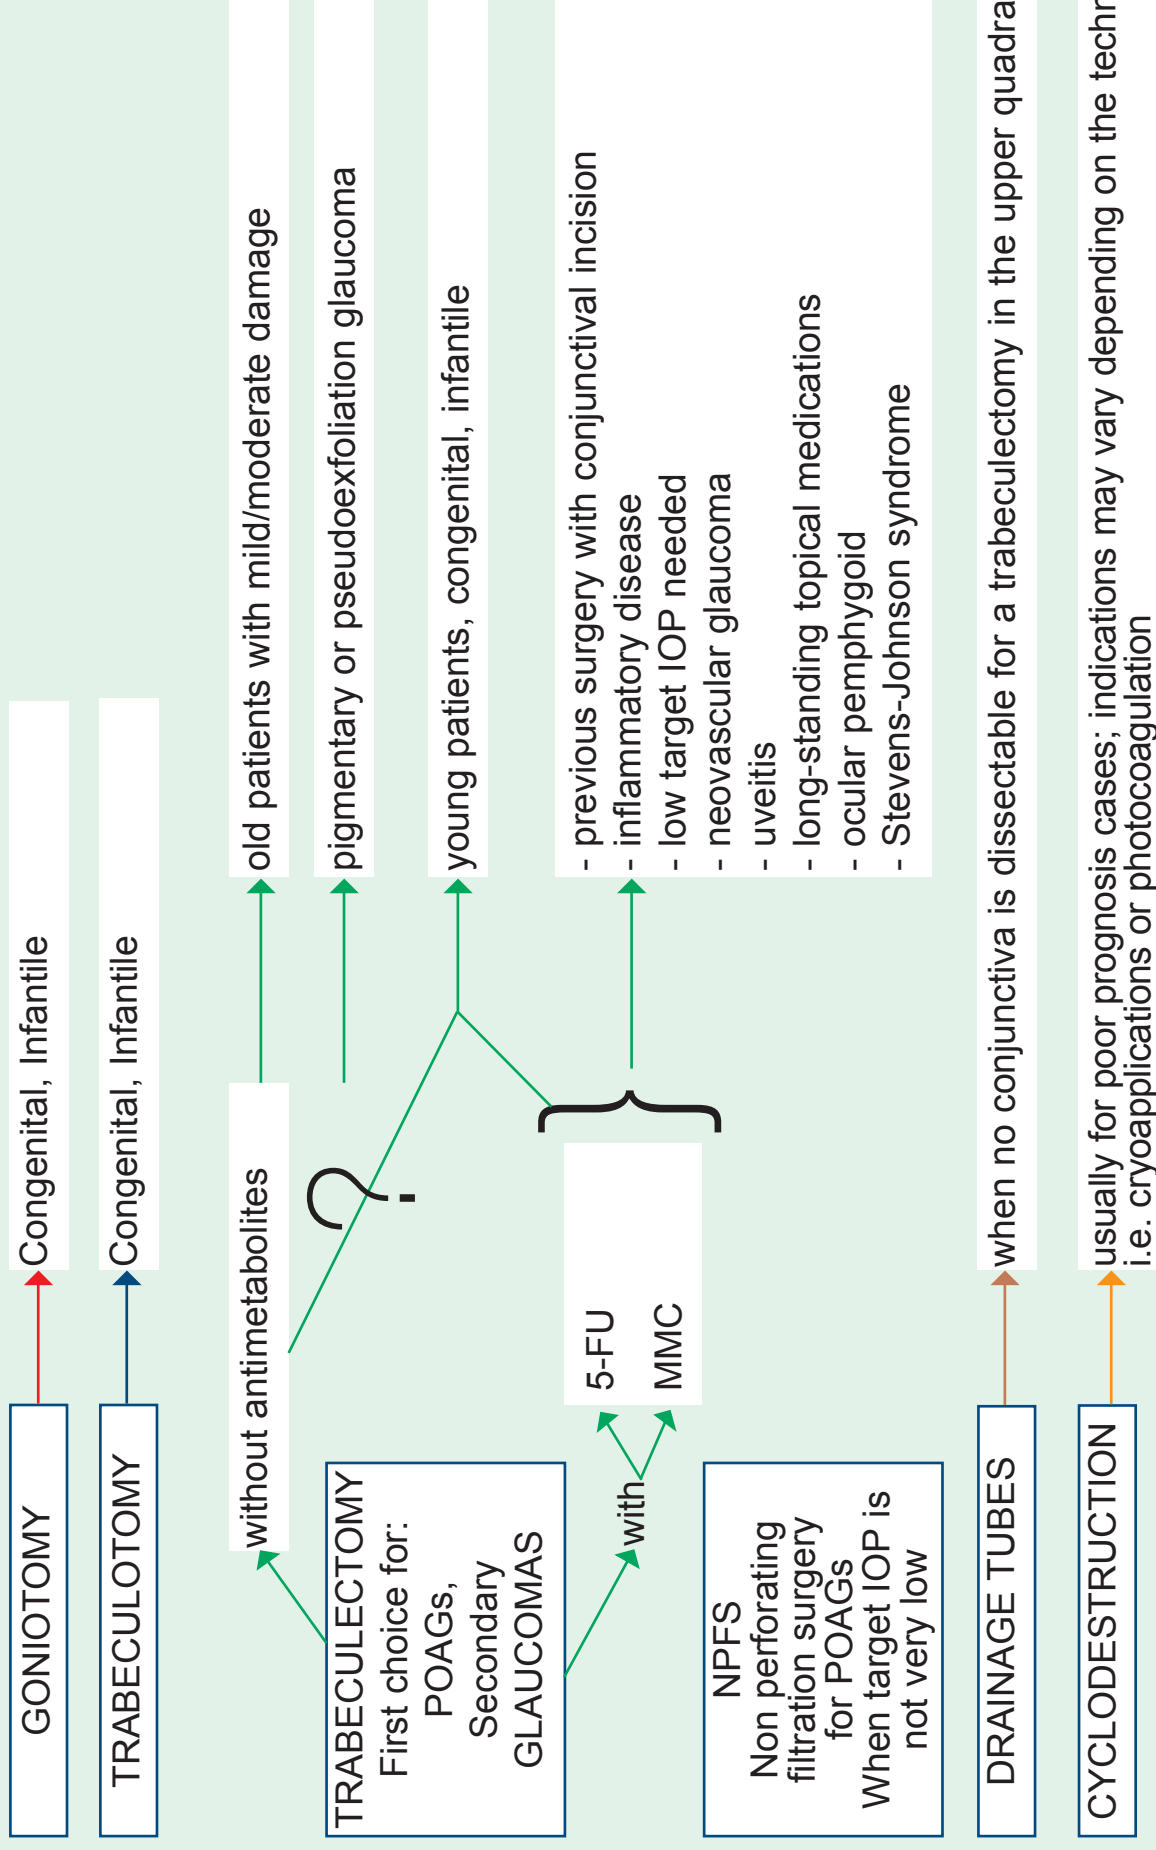 GONIOTOMY
Congenital, Infantile
TRABECULOTOMY
Congenital, Infantile
without antimetabolites
old patients with mild/moderate damage
pigmentary or pseudoexfoliation glaucoma
?
young patients, congenital, infantile
TRABECULECTOMY
First choice for:
POAGs,
Secondary
GLAUCOMAS
with
5-FU
MMC
}
- previous surgery with conjunctival incision
- inflammatory disease
- low target IOP needed
- neovascular glaucoma
- uveitis
- long-standing topical medications
- ocular pemphygoid
- Stevens-Johnson syndrome
NPFS
Non perforating
filtration surgery
for POAGs
When target IOP is
not very low
DRAINAGE TUBES
when no conjunctiva is dissectable for a trabeculectomy in the upper quadra
CYCLODESTRUCTION
usually for poor prognosis cases; indications may vary depending on the tech
i.e. cryoapplications or photocoagulation